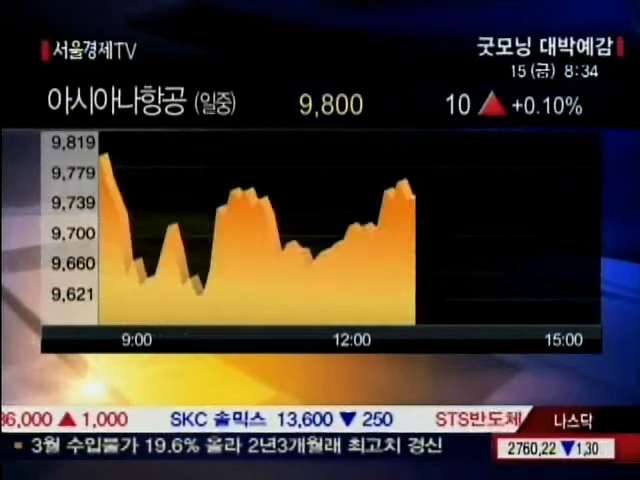 서울경제TV
굿모닝 대박예감
15 (금) 8:34
아시아나항공 (일중) 9,800 10 ▲ +0.10%
9,819
9,779
9,739
9,700
9,660
9,621
9:00 12:00 15:00
36,000 ▲ 1,000 SKC 솔믹스 13,600 ▼ 250 STS반도체 나스닥
3월 수입물가 19.6% 올라 2년3개월래 최고치 경신 2760,22 ▼1,30